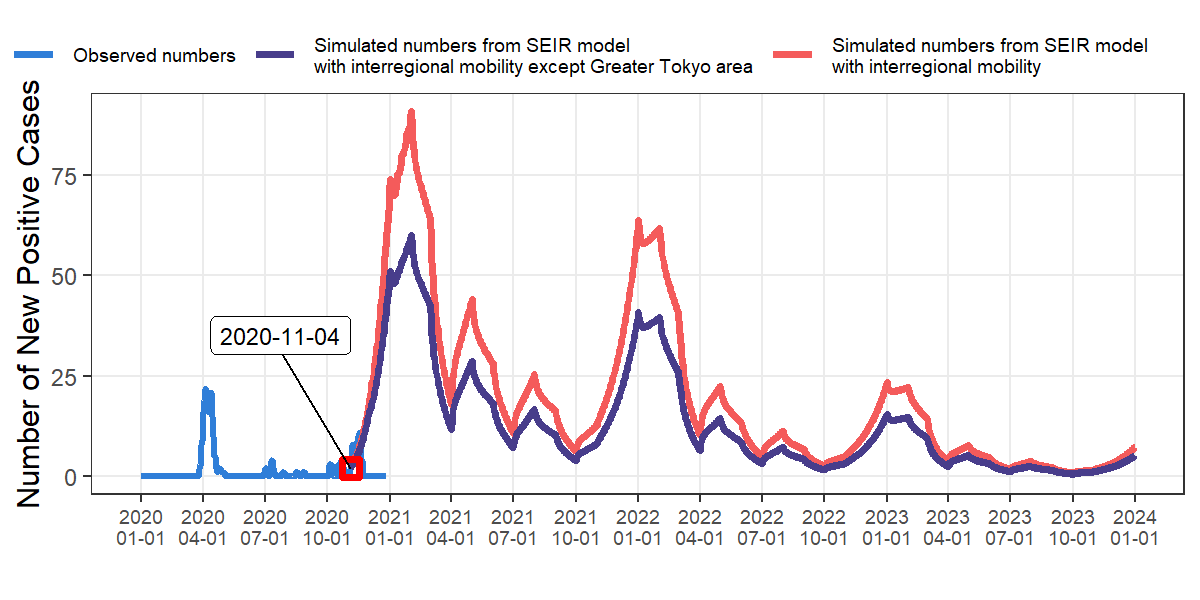 Observed numbers
Simulated numbers from SEIR model
with interregional mobility except Greater Tokyo area
Simulated numbers from SEIR model
with interregional mobility
Number of New Positive Cases
75
50
25
0
2020-11-04
2020 2020 2020 2020 2021 2021 2021 2021 2022 2022 2022 2022 2023 2023 2023 2023 2024
01-01 04-01 07-01 10-01 01-01 04-01 07-01 10-01 01-01 04-01 07-01 10-01 01-01 04-01 07-01 10-01 01-01